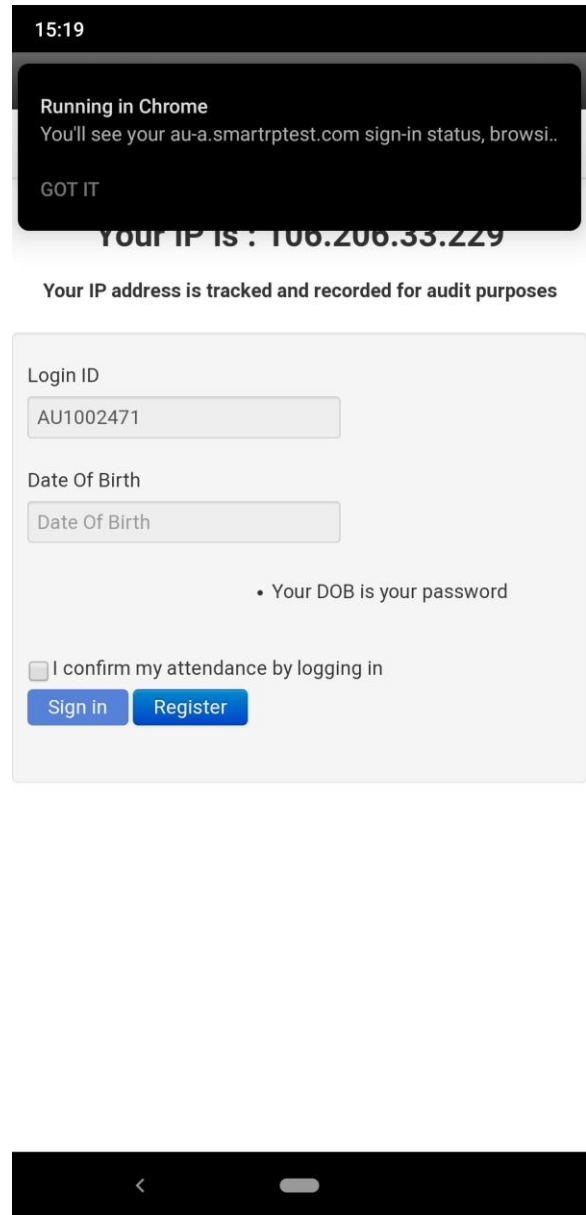 15:19
Running in Chrome
You'll see your au-a.smartrptest.com sign-in status, browsi..
GOT IT
Your IP is : 106.206.33.229
Your IP address is tracked and recorded for audit purposes
Login ID
AU1002471
Date Of Birth
Date Of Birth
• Your DOB is your password
I confirm my attendance by logging in
Sign in Register